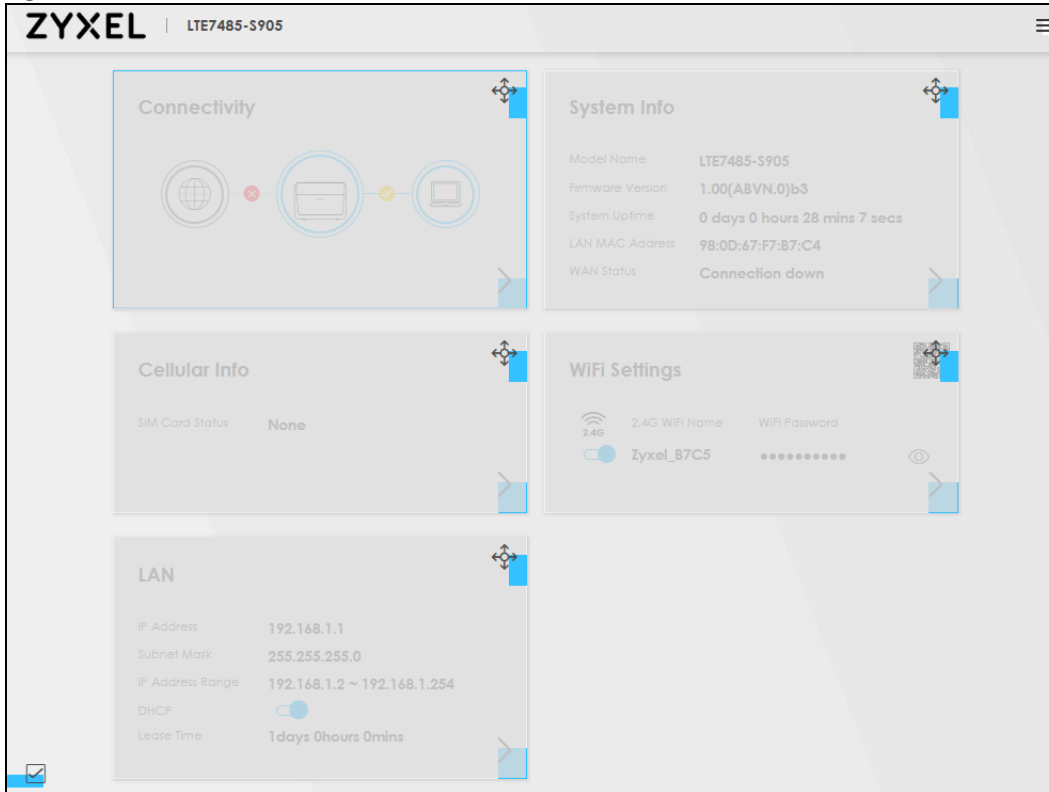 ZYXEL LTE7485-S905
Connectivity
System Info
Model Name LTE7485-S905
Firmware Version 1.00(ABVN.0)b3
System Uptime 0 days 0 hours 28 mins 7 secs
LAN MAC Address 98:0D:67:F7:B7:C4
WAN Status Connection down
Cellular Info
SIM Card Status None
WiFi Settings
2.4G 2.4G WiFi Name WiFi Password
Zyxel_B7C5 ●●●●●●●●●●
LAN
IP Address 192.168.1.1
Subnet Mask 255.255.255.0
IP Address Range 192.168.1.2 ~ 192.168.1.254
DHCP
Lease Time 1days 0hours 0mins